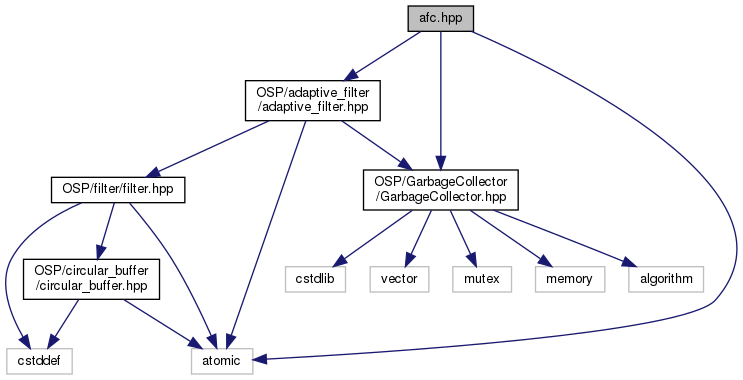 afc.hpp
OSP/adaptive_filter
/adaptive_filter.hpp
OSP/filter/filter.hpp
OSP/GarbageCollector
/GarbageCollector.hpp
OSP/circular_buffer
/circular_buffer.hpp
cstdlib
vector
mutex
memory
algorithm
cstddef
atomic